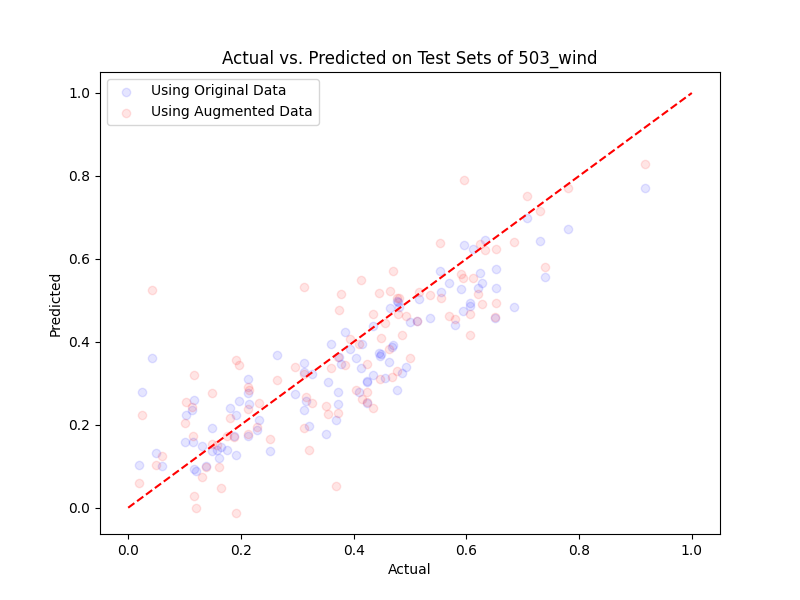 Actual vs. Predicted on Test Sets of 503_wind
Using Original Data
Using Augmented Data
1.0
0.8
0.6
0.4
0.2
0.0
Predicted
0.0 0.2 0.4 0.6 0.8 1.0
Actual